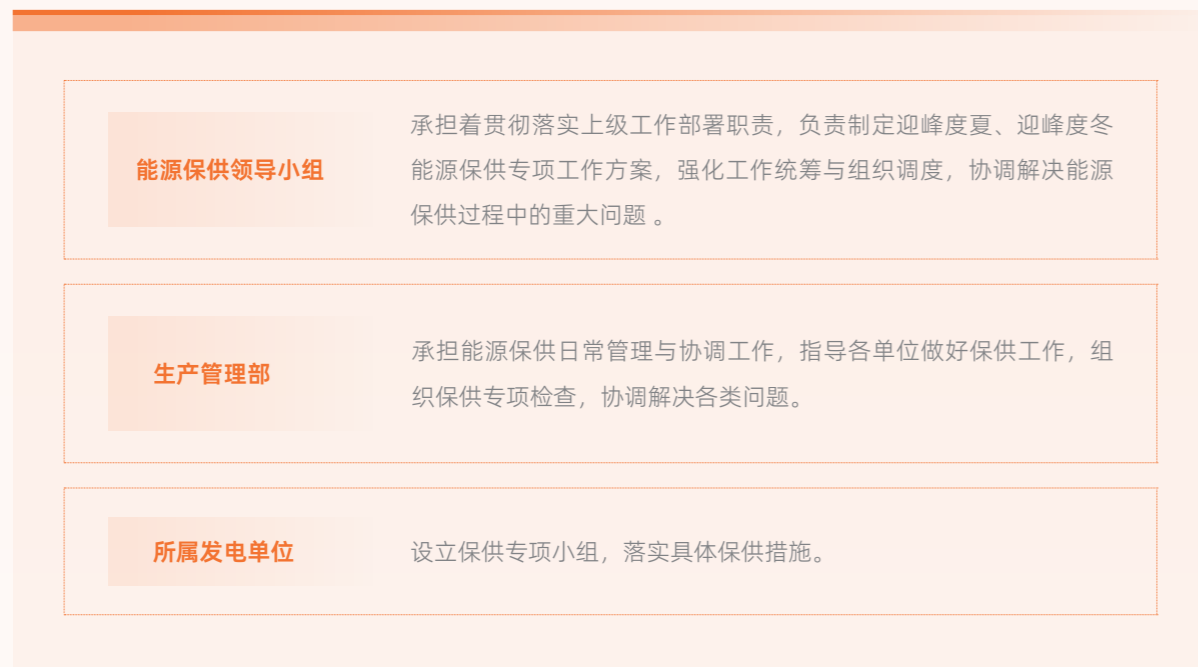 能源保供领导小组
承担着贯彻落实上级工作部署职责，负责制定迎峰度夏、迎峰度冬
能源保供专项工作方案，强化工作统筹与组织调度，协调解决能源
保供过程中的重大问题 。
生产管理部
承担能源保供日常管理与协调工作，指导各单位做好保供工作，组
织保供专项检查，协调解决各类问题。
所属发电单位
设立保供专项小组，落实具体保供措施。